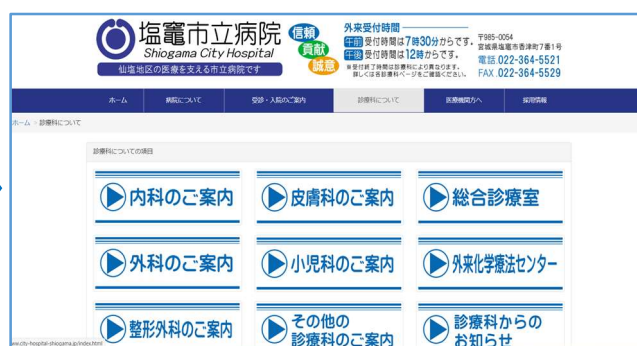 塩竈市立病院
Shiogama City Hospital
仙塩地区の医療を支える市立病院です
信頼
貢献
誠意
外来受付時間
午前 受付時間は7時30分からです。
午後 受付時間は12時からです。
※受付終了時間は診療科により異なります。
詳しくは各診療科ページをご確認ください。
〒985-0054
宮城県塩竈市香津町7番1号
電話.022-364-5521
FAX.022-364-5529
ホーム 病院について 受診・入院のご案内 診療科について 医療機関方へ 採用情報
ホーム › 診療科について
診療科についての項目
内科のご案内
皮膚科のご案内
総合診療室
外科のご案内
小児科のご案内
外来化学療法センター
整形外科のご案内
その他の
診療科のご案内
診療科からの
お知らせ
www.city-hospital-shiogama.jp/index.html